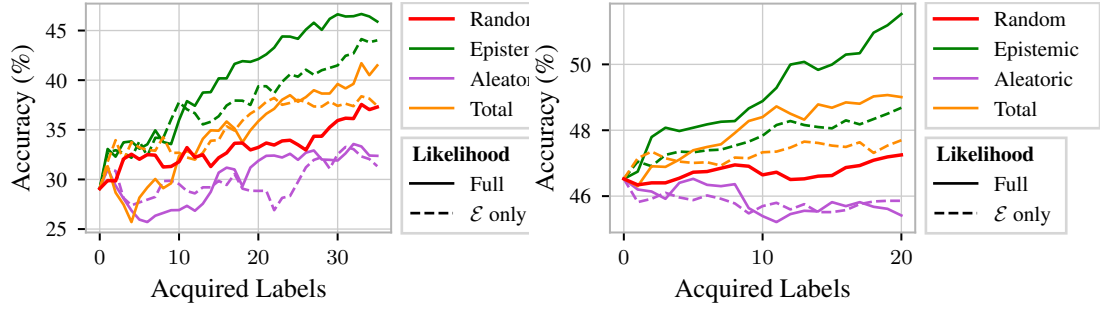 Accuracy (%)
45
40
35
30
25
0
10
20
30
Acquired Labels
Random
Epistem
Aleator
Total
Likelihood
Full
ℰ only
Accuracy (%)
50
48
46
0
10
20
Acquired Labels
Random
Epistemic
Aleatoric
Total
Likelihood
Full
ℰ only